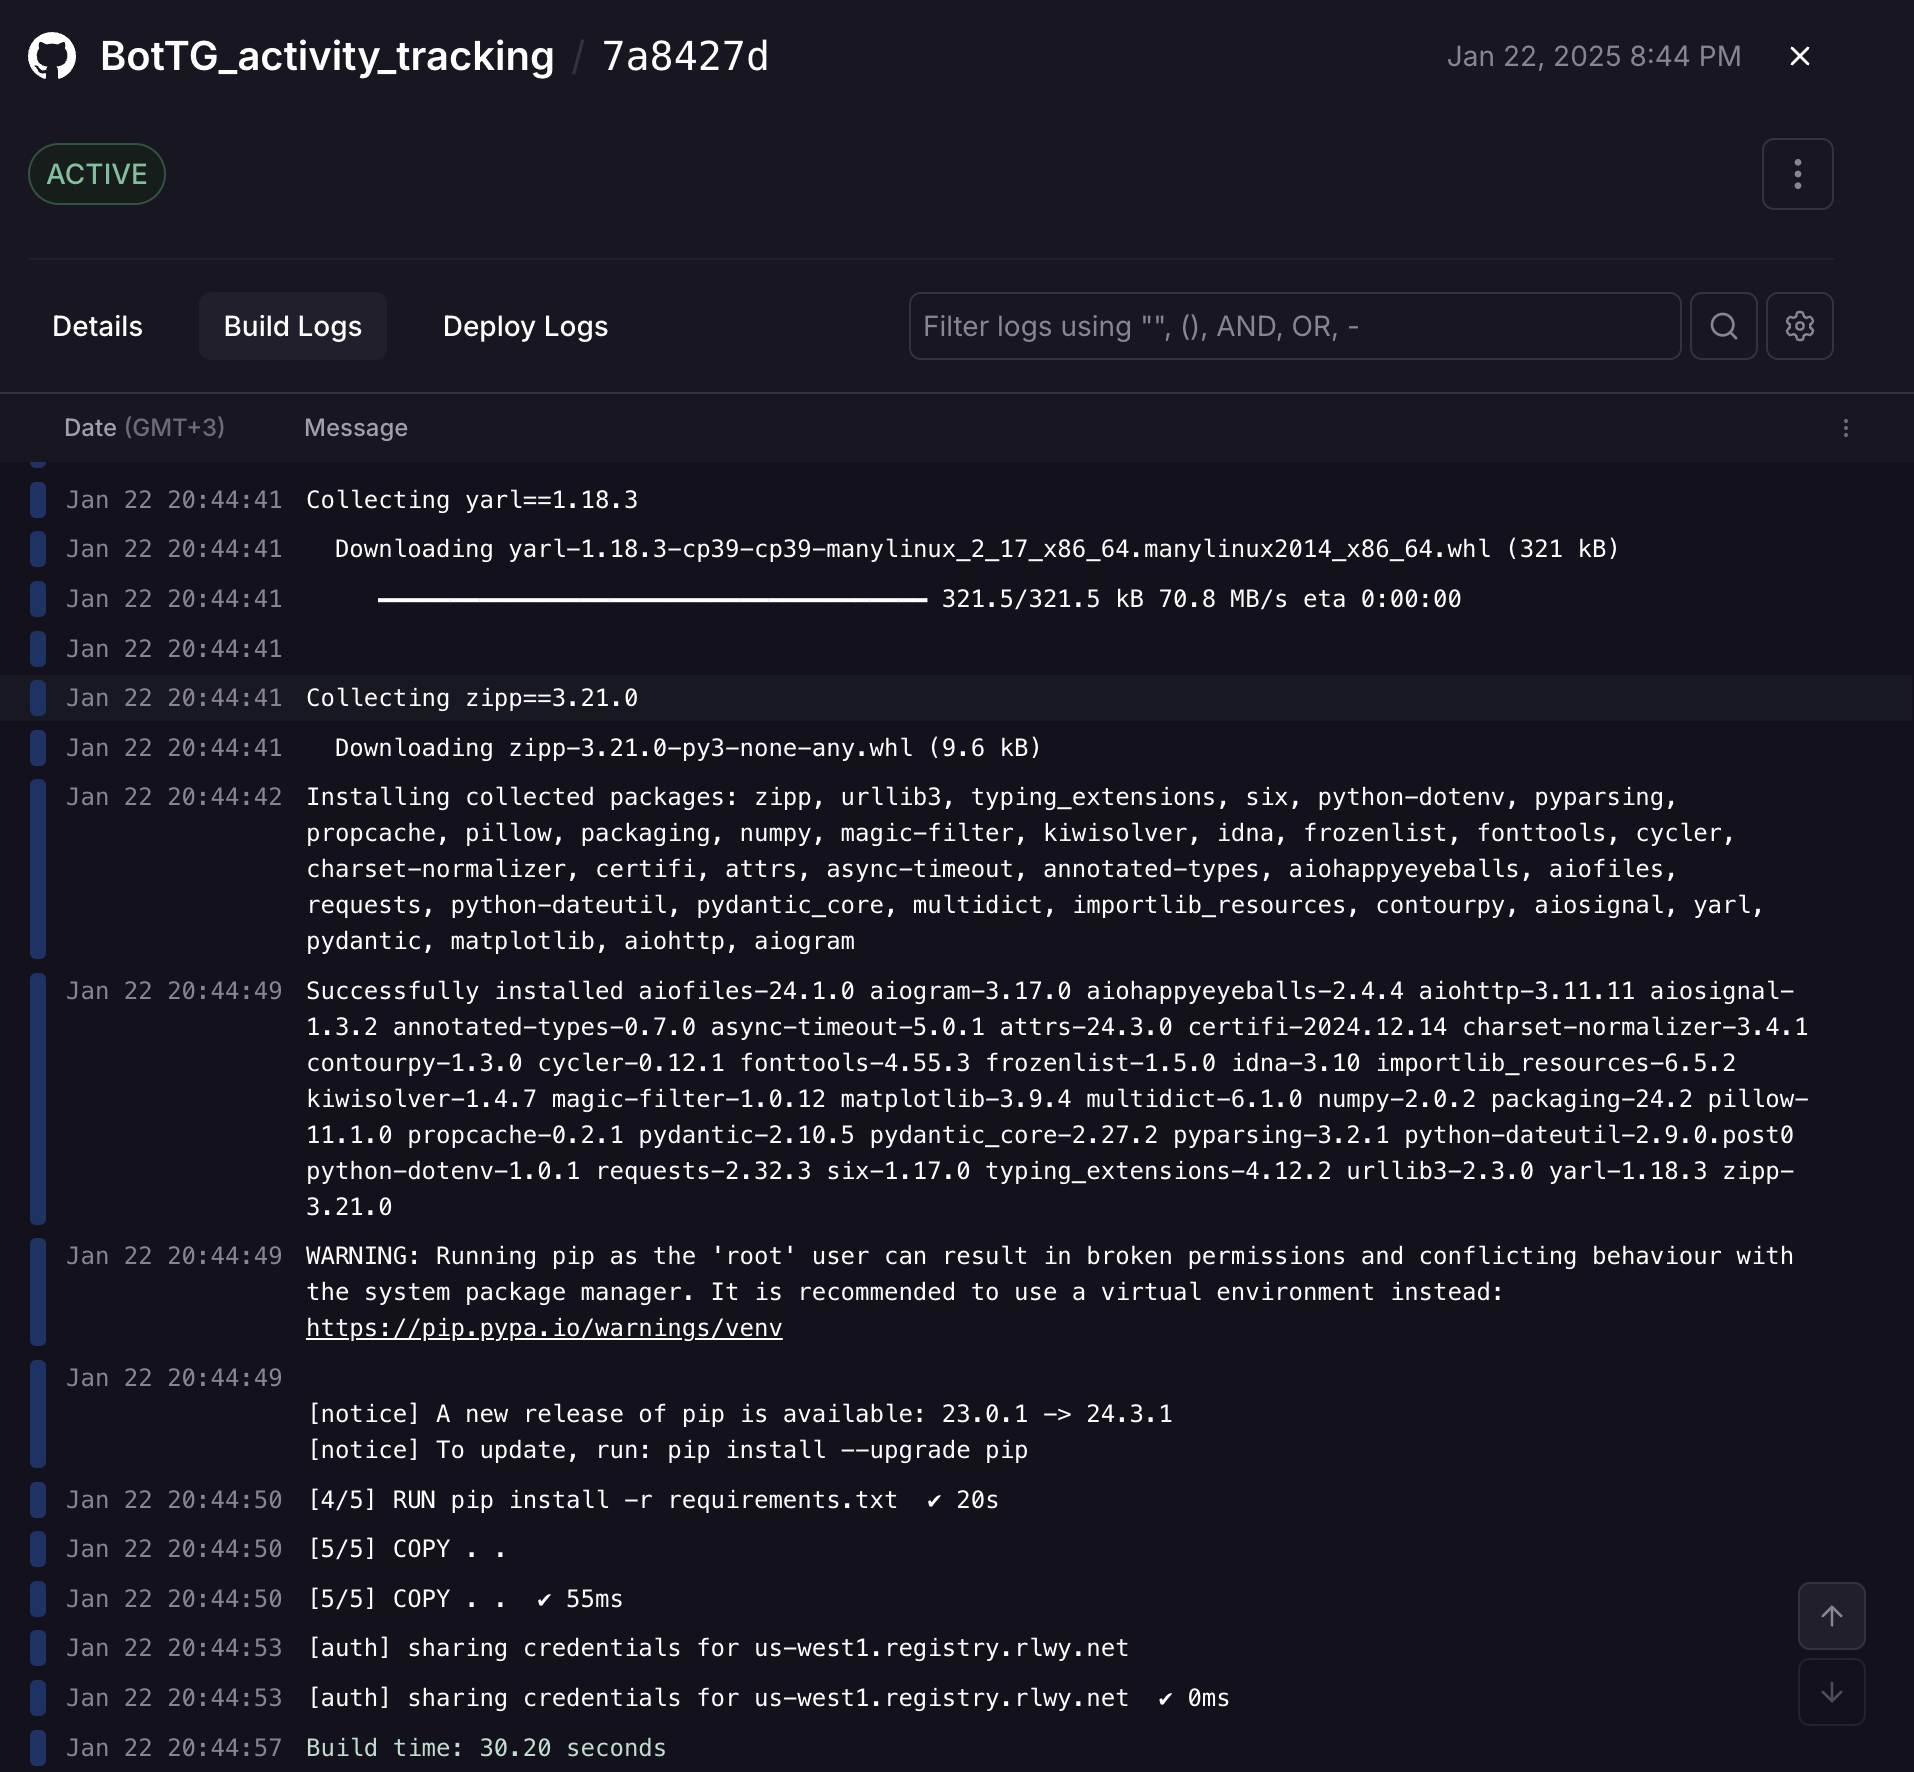 BotTG_activity_tracking / 7a8427d
Jan 22, 2025 8:44 PM
ACTIVE
Details
Build Logs
Deploy Logs
Filter logs using "", (), AND, OR, -
Date (GMT+3)
Message
Jan 22 20:44:41 Collecting yarl==1.18.3
Jan 22 20:44:41 Downloading yarl-1.18.3-cp39-cp39-manylinux_2_17_x86_64.manylinux2014_x86_64.whl (321 kB)
Jan 22 20:44:41 ━━━━━━━━━━━━━━━━━━━━━━━━━━━━━━━━━━━━━━ 321.5/321.5 kB 70.8 MB/s eta 0:00:00
Jan 22 20:44:41
Jan 22 20:44:41 Collecting zipp==3.21.0
Jan 22 20:44:41 Downloading zipp-3.21.0-py3-none-any.whl (9.6 kB)
Jan 22 20:44:42 Installing collected packages: zipp, urllib3, typing_extensions, six, python-dotenv, pyparsing,
propcache, pillow, packaging, numpy, magic-filter, kiwisolver, idna, frozenlist, fonttools, cycler,
charset-normalizer, certifi, attrs, async-timeout, annotated-types, aiohappyeyeballs, aiofiles,
requests, python-dateutil, pydantic_core, multidict, importlib_resources, contourpy, aiosignal, yarl,
pydantic, matplotlib, aiohttp, aiogram
Jan 22 20:44:49 Successfully installed aiofiles-24.1.0 aiogram-3.17.0 aiohappyeyeballs-2.4.4 aiohttp-3.11.11 aiosignal-
1.3.2 annotated-types-0.7.0 async-timeout-5.0.1 attrs-24.3.0 certifi-2024.12.14 charset-normalizer-3.4.1
contourpy-1.3.0 cycler-0.12.1 fonttools-4.55.3 frozenlist-1.5.0 idna-3.10 importlib_resources-6.5.2
kiwisolver-1.4.7 magic-filter-1.0.12 matplotlib-3.9.4 multidict-6.1.0 numpy-2.0.2 packaging-24.2 pillow-
11.1.0 propcache-0.2.1 pydantic-2.10.5 pydantic_core-2.27.2 pyparsing-3.2.1 python-dateutil-2.9.0.post0
python-dotenv-1.0.1 requests-2.32.3 six-1.17.0 typing_extensions-4.12.2 urllib3-2.3.0 yarl-1.18.3 zipp-
3.21.0
Jan 22 20:44:49 WARNING: Running pip as the 'root' user can result in broken permissions and conflicting behaviour with
the system package manager. It is recommended to use a virtual environment instead:
https://pip.pypa.io/warnings/venv
Jan 22 20:44:49
[notice] A new release of pip is available: 23.0.1 -> 24.3.1
[notice] To update, run: pip install --upgrade pip
Jan 22 20:44:50 [4/5] RUN pip install -r requirements.txt ✔ 20s
Jan 22 20:44:50 [5/5] COPY . .
Jan 22 20:44:50 [5/5] COPY . . ✔ 55ms
Jan 22 20:44:53 [auth] sharing credentials for us-west1.registry.rlwy.net
Jan 22 20:44:53 [auth] sharing credentials for us-west1.registry.rlwy.net ✔ 0ms
Jan 22 20:44:57 Build time: 30.20 seconds